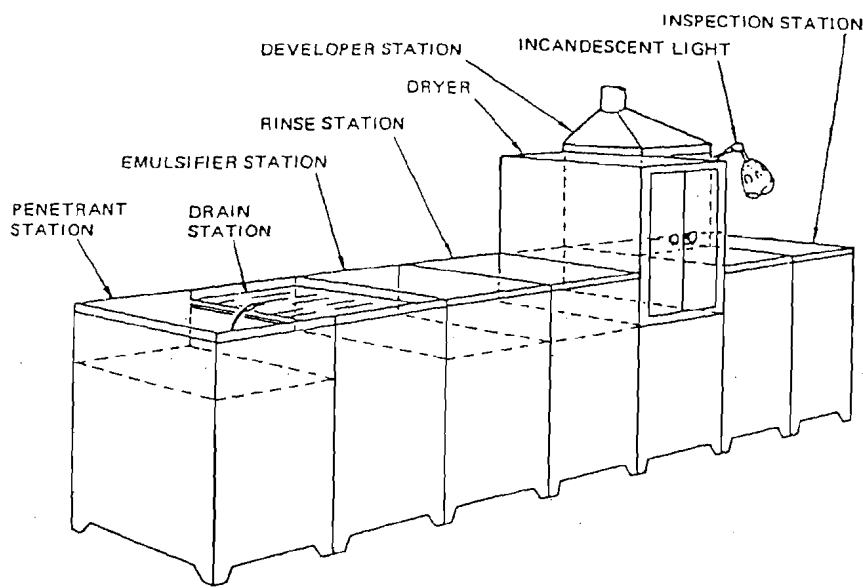 INSPECTION STATION
DEVELOPER STATION
INCANDESCENT LIGHT
DRYER
RINSE STATION
EMULSIFIER STATION
PENETRANT
STATION
DRAIN
STATION